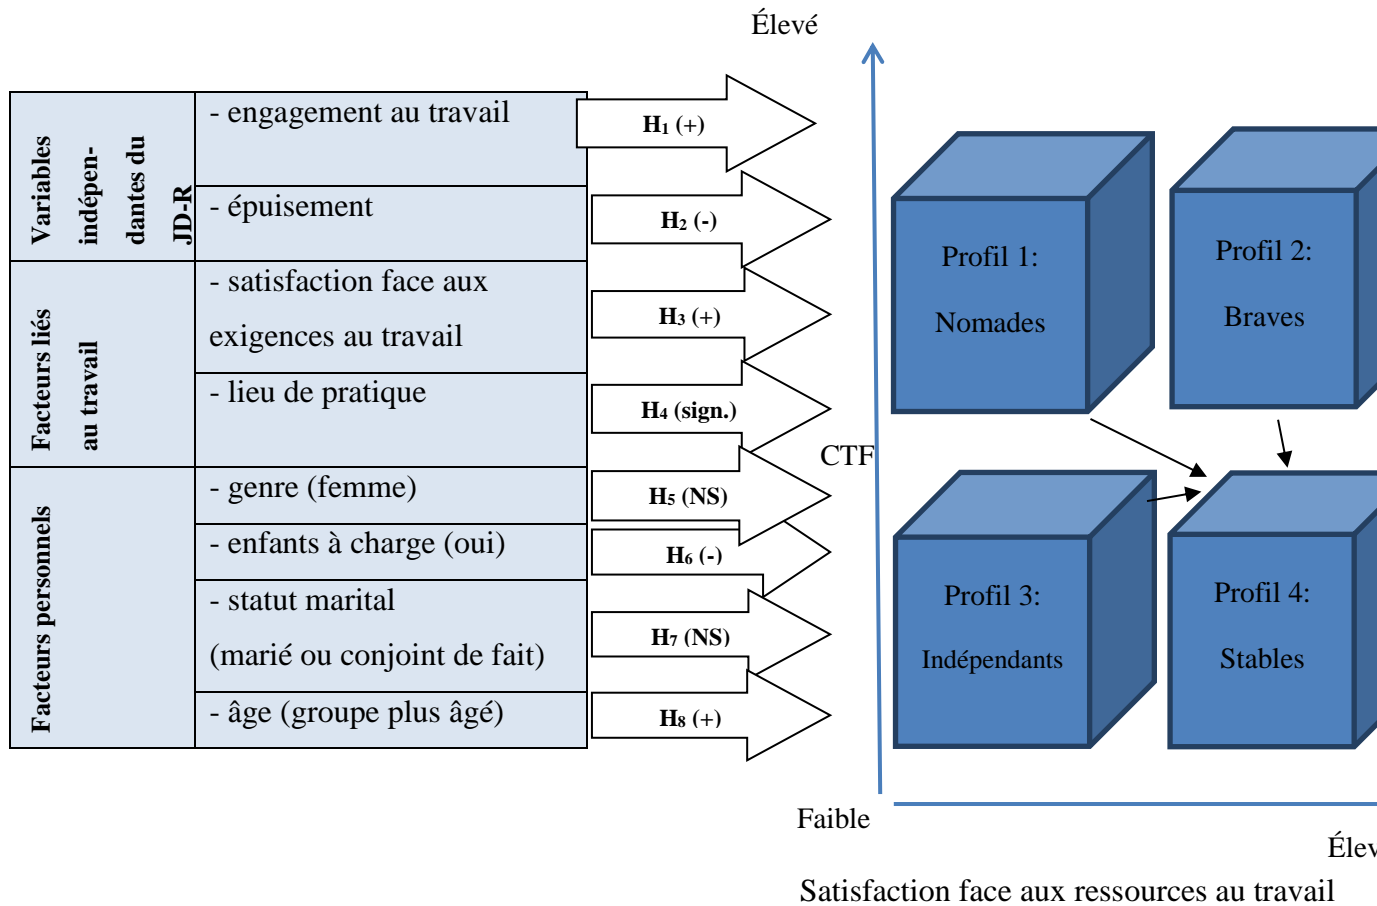 Élevé
Variables
indépen-
dantes du
JD-R
- engagement au travail
H1 (+)
- épuisement
H2 (-)
Facteurs liés
au travail
- satisfaction face aux
exigences au travail
H3 (+)
- lieu de pratique
H4 (sign.)
Facteurs personnels
- genre (femme)
H5 (NS)
- enfants à charge (oui)
H6 (-)
- statut marital
(marié ou conjoint de fait)
H7 (NS)
- âge (groupe plus âgé)
H8 (+)
CTF
Profil 1:
Nomades
Profil 2:
Braves
Profil 3:
Indépendants
Profil 4:
Stables
Faible
Élev
Satisfaction face aux ressources au travail